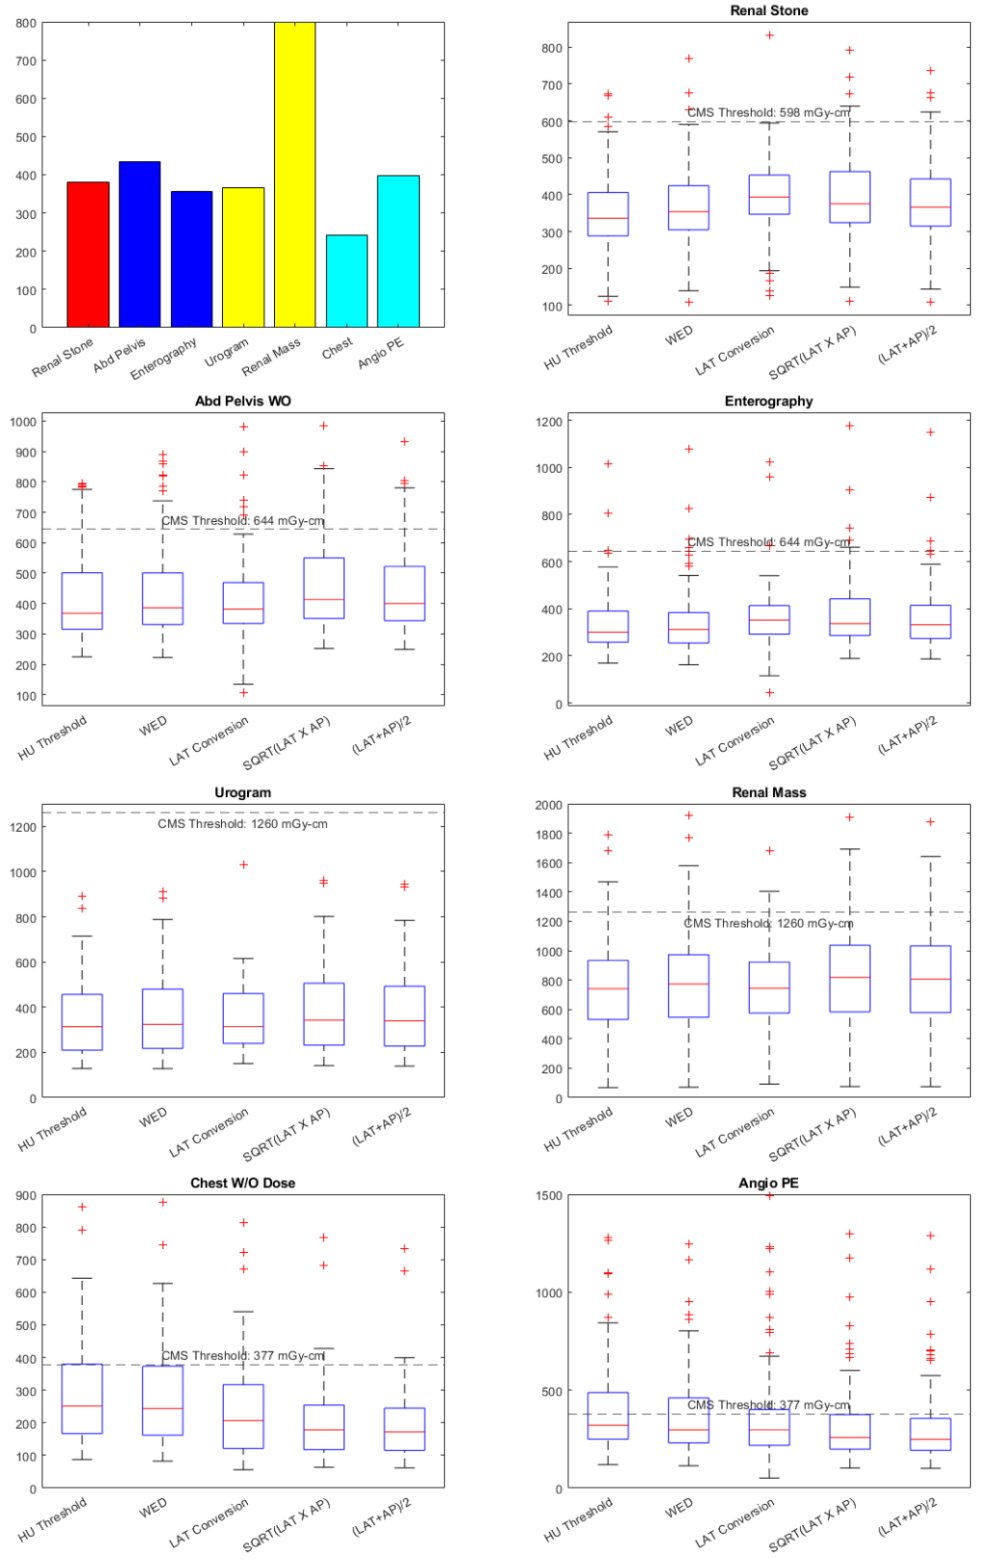 800
700
600
500
400
300
200
100
0
Renal Stone
Abd Pelvis
Enterography
Urogram
Renal Mass
Chest
Angio PE
Renal Stone
800
700
600
500
400
300
200
100
CMS Threshold: 598 mGy-cm
HU Threshold
WED
LAT Conversion
SQRT(LAT X AP)
(LAT+AP)/2
Abd Pelvis WO
1000
900
800
700
600
500
400
300
200
100
CMS Threshold: 644 mGy-cm
HU Threshold
WED
LAT Conversion
SQRT(LAT X AP)
(LAT+AP)/2
Enterography
1200
1000
800
600
400
200
0
CMS Threshold: 644 mGy-cm
HU Threshold
WED
LAT Conversion
SQRT(LAT X AP)
(LAT+AP)/2
Urogram
1200
1000
800
600
400
200
0
CMS Threshold: 1260 mGy-cm
HU Threshold
WED
LAT Conversion
SQRT(LAT X AP)
(LAT+AP)/2
Renal Mass
2000
1800
1600
1400
1200
1000
800
600
400
200
0
CMS Threshold: 1260 mGy-cm
HU Threshold
WED
LAT Conversion
SQRT(LAT X AP)
(LAT+AP)/2
Chest W/O Dose
900
800
700
600
500
400
300
200
100
0
CMS Threshold: 377 mGy-cm
HU Threshold
WED
LAT Conversion
SQRT(LAT X AP)
(LAT+AP)/2
Angio PE
1500
1000
500
0
CMS Threshold: 377 mGy-cm
HU Threshold
WED
LAT Conversion
SQRT(LAT X AP)
(LAT+AP)/2